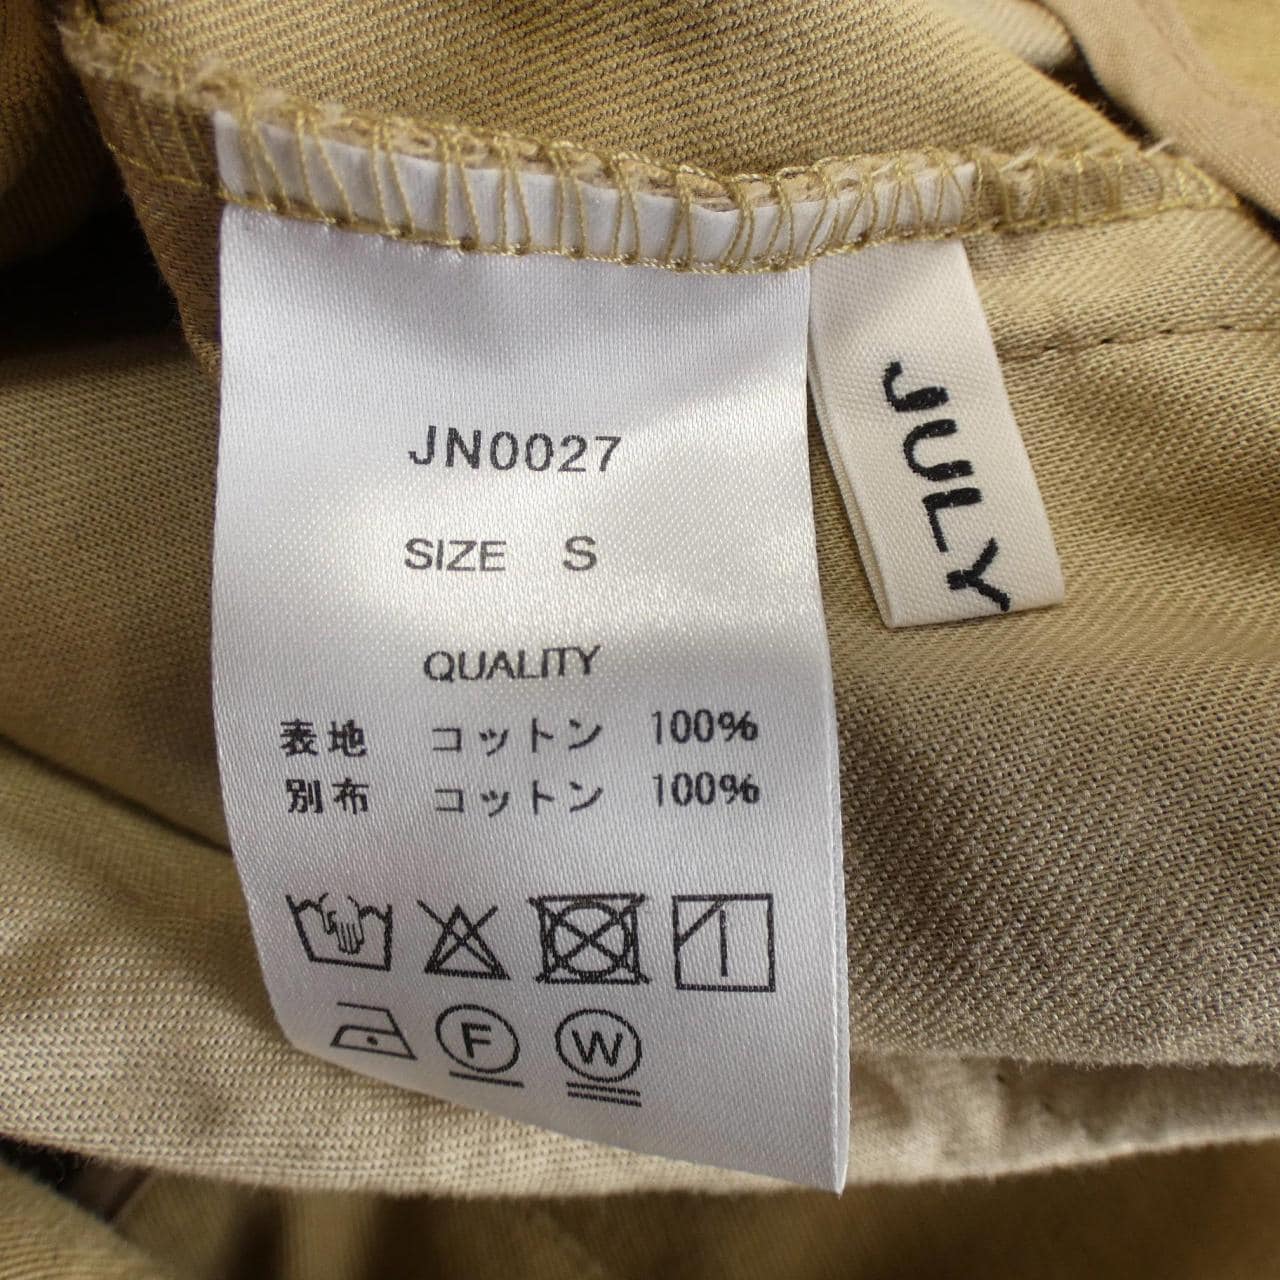 JN0027
SIZE S
QUALITY
表地 コットン 100%
別布 コットン 100%
F W
JULY